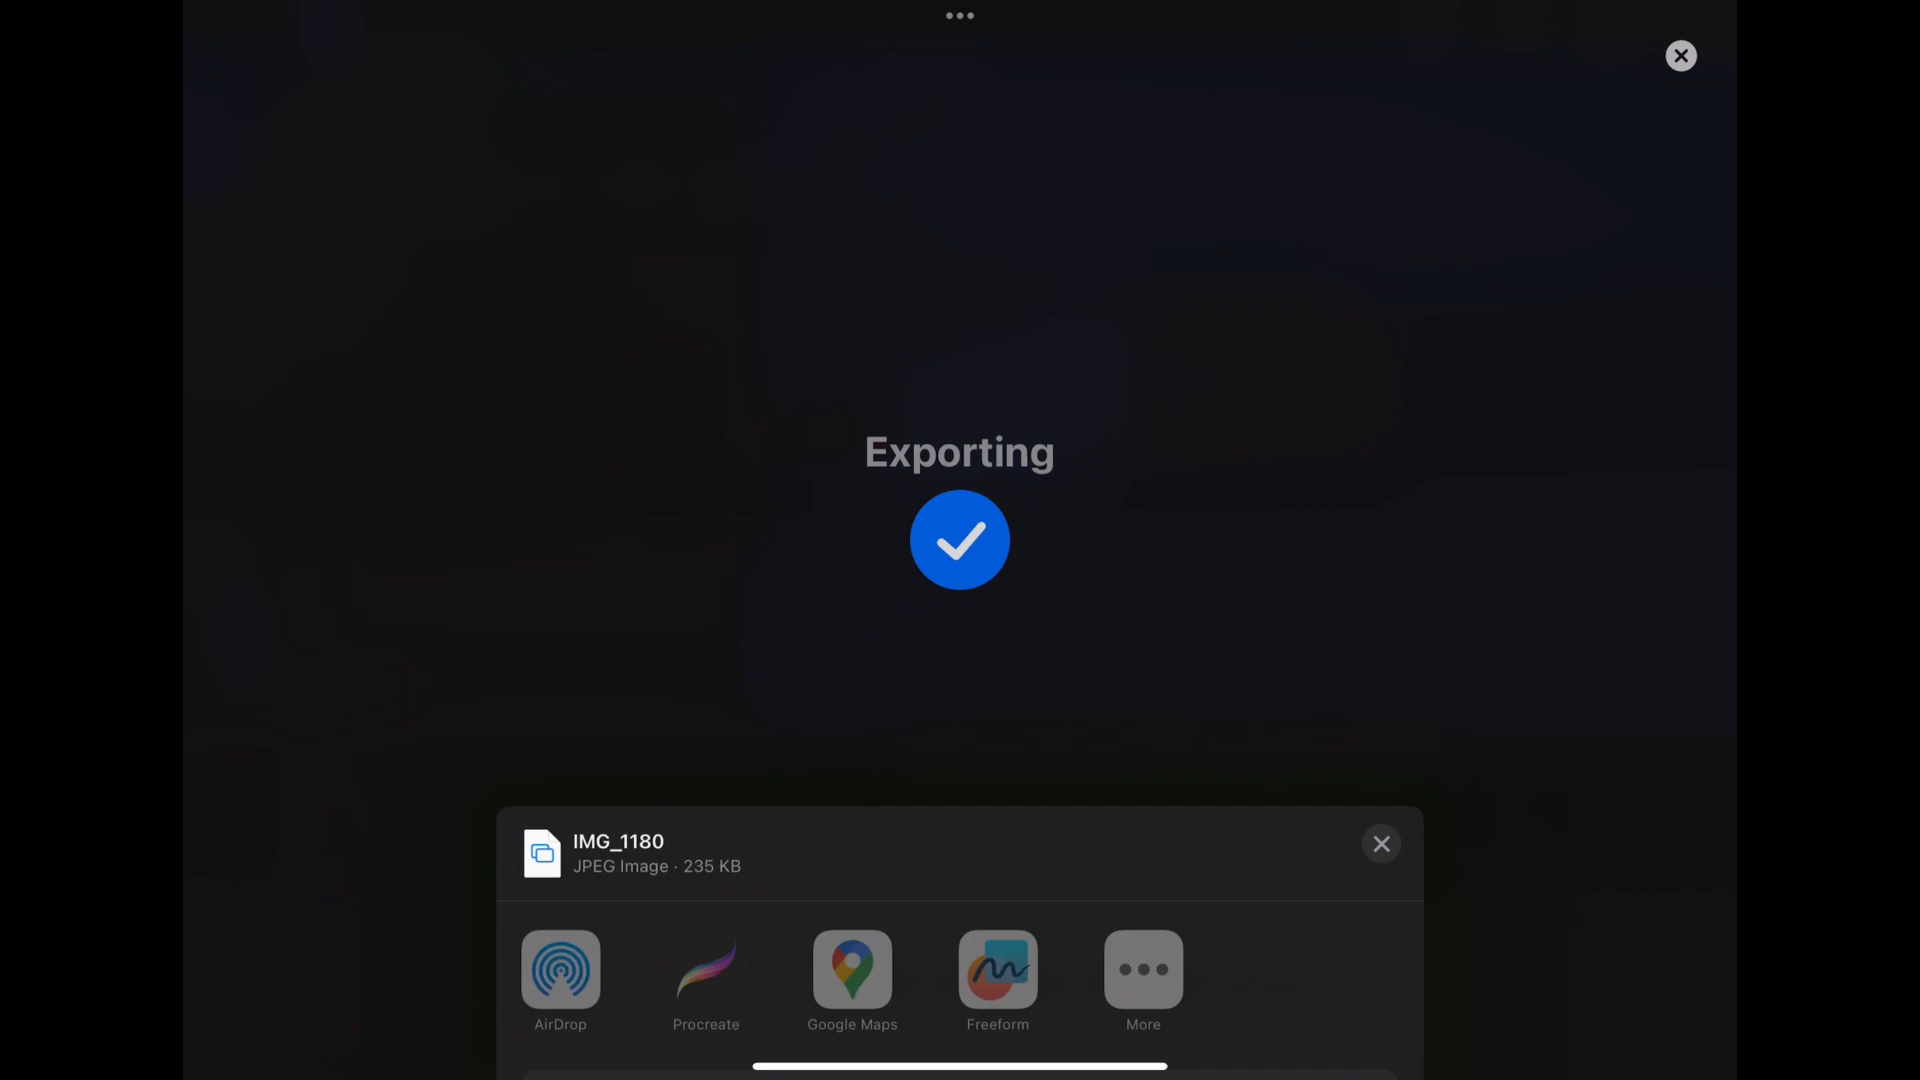 Exporting
IMG_1180
JPEG Image · 235 KB
AirDrop
Procreate
Google Maps
Freeform
More